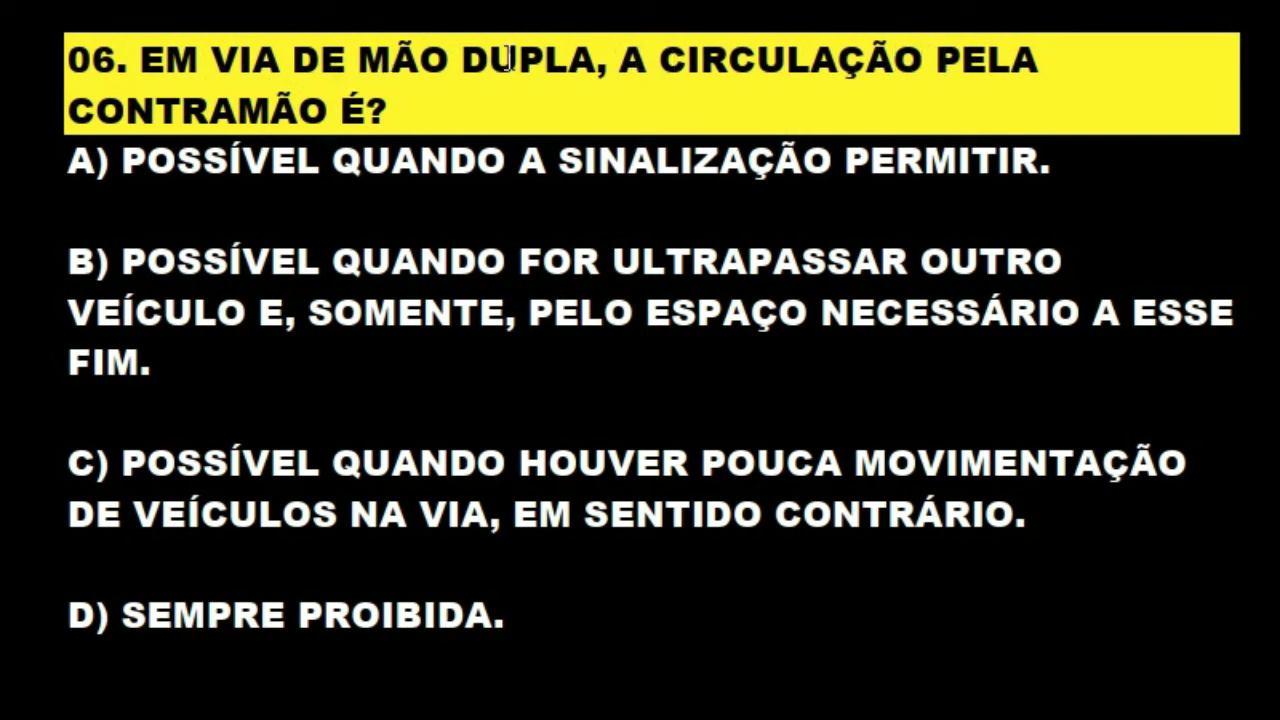 06. EM VIA DE MÃO DUPLA, A CIRCULAÇÃO PELA
CONTRAMÃO É?
A) POSSÍVEL QUANDO A SINALIZAÇÃO PERMITIR.
B) POSSÍVEL QUANDO FOR ULTRAPASSAR OUTRO
VEÍCULO E, SOMENTE, PELO ESPAÇO NECESSÁRIO A ESSE
FIM.
C) POSSÍVEL QUANDO HOUVER POUCA MOVIMENTAÇÃO
DE VEÍCULOS NA VIA, EM SENTIDO CONTRÁRIO.
D) SEMPRE PROIBIDA.